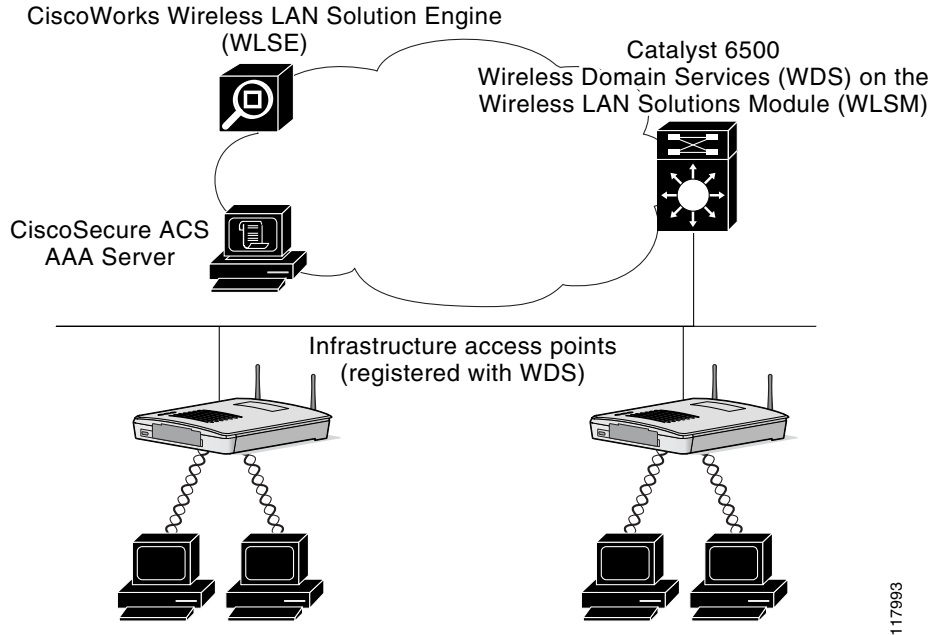 CiscoWorks Wireless LAN Solution Engine
(WLSE)
Catalyst 6500
Wireless Domain Services (WDS) on the
Wireless LAN Solutions Module (WLSM)
CiscoSecure ACS
AAA Server
Infrastructure access points
(registered with WDS)
117993